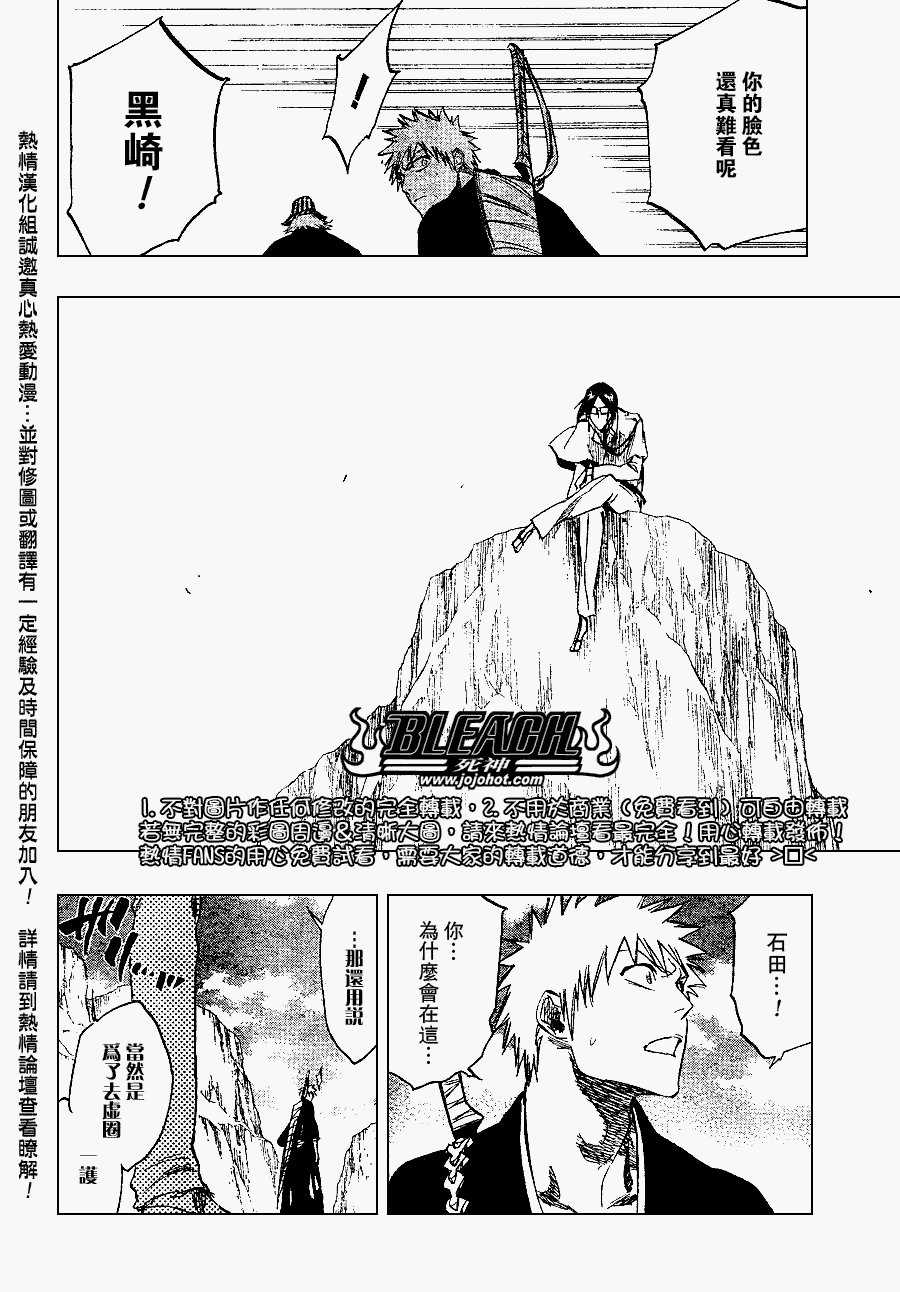 你的臉色
還真難看呢
!
黑崎!
BLEACH
死神
www.jojohot.com
1. 不對圖片作任何修改的完全轉載，2. 不用於商業（免費看到）可自由轉載
若無完整的彩圖周邊&清晰大圖，請來熱情論壇看最完全！用心轉載發佈！
熱情FANS的用心免費試看，需要大家的轉載道德，才能分享到最好 >口<
石田…!
你…
為什麼會在這…
…那還用說
當然是
爲了去虛圈
一護
熱情漢化組誠邀真心熱愛動漫…並對修圖或翻譯有一定經驗及時間保障的朋友加入！ 詳情請到熱情論壇查看瞭解！